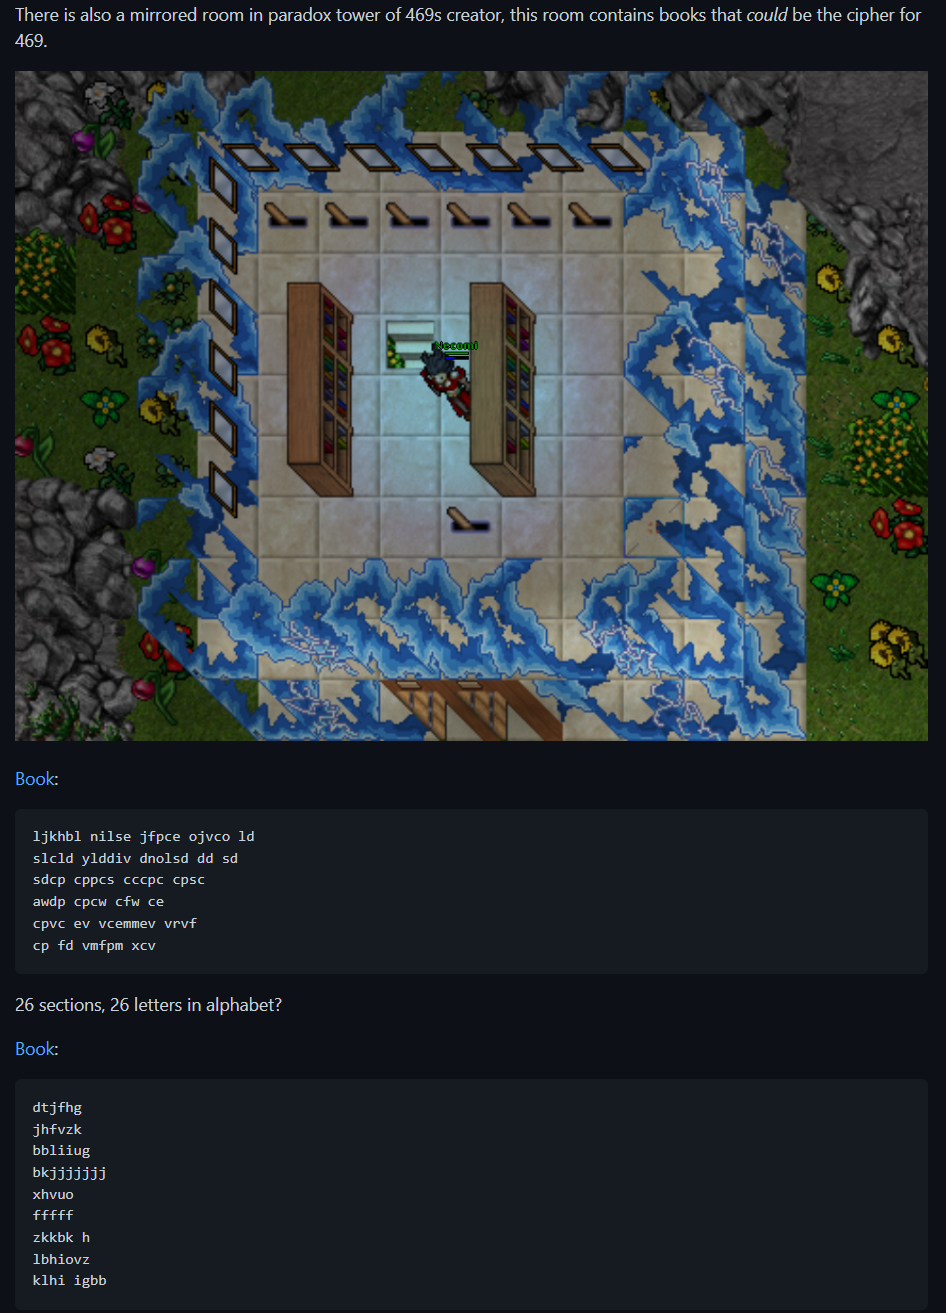 There is also a mirrored room in paradox tower of 469s creator, this room contains books that could be the cipher for
469.
Necomi
Book:
ljkhbl nilse jfpce ojvco ld
slcld ylddiv dnolsd dd sd
sdcp cppcs cccpc cpsc
awdp cpcw cfw ce
cpvc ev vcemmev vrvf
cp fd vmfpm xcv
26 sections, 26 letters in alphabet?
Book:
dtjfhg
jhfvzk
bbliiug
bkjjjjjjj
xhvuo
fffff
zkkbk h
lbhiovz
klhi igbb